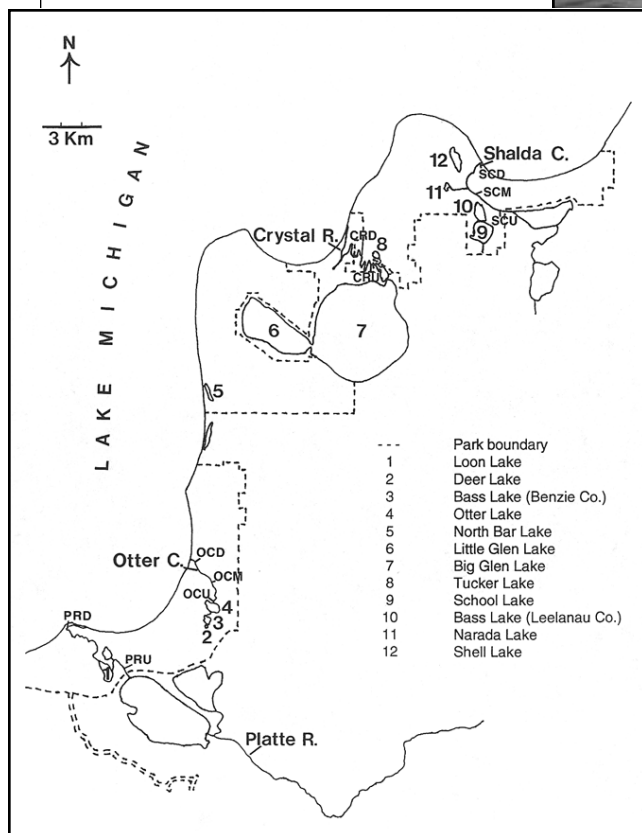 N
3 Km
LAKE MICHIGAN
12
Shalda C.
SCD
11
SCM
10
SCU
9
Crystal R.
CRD
8
CRU
6
7
5
---- Park boundary
1 Loon Lake
2 Deer Lake
3 Bass Lake (Benzie Co.)
4 Otter Lake
5 North Bar Lake
6 Little Glen Lake
7 Big Glen Lake
8 Tucker Lake
9 School Lake
10 Bass Lake (Leelanau Co.)
11 Narada Lake
12 Shell Lake
Otter C.
OCD
OCM
OCU
4
3
2
PRD
PRU
1
Platte R.